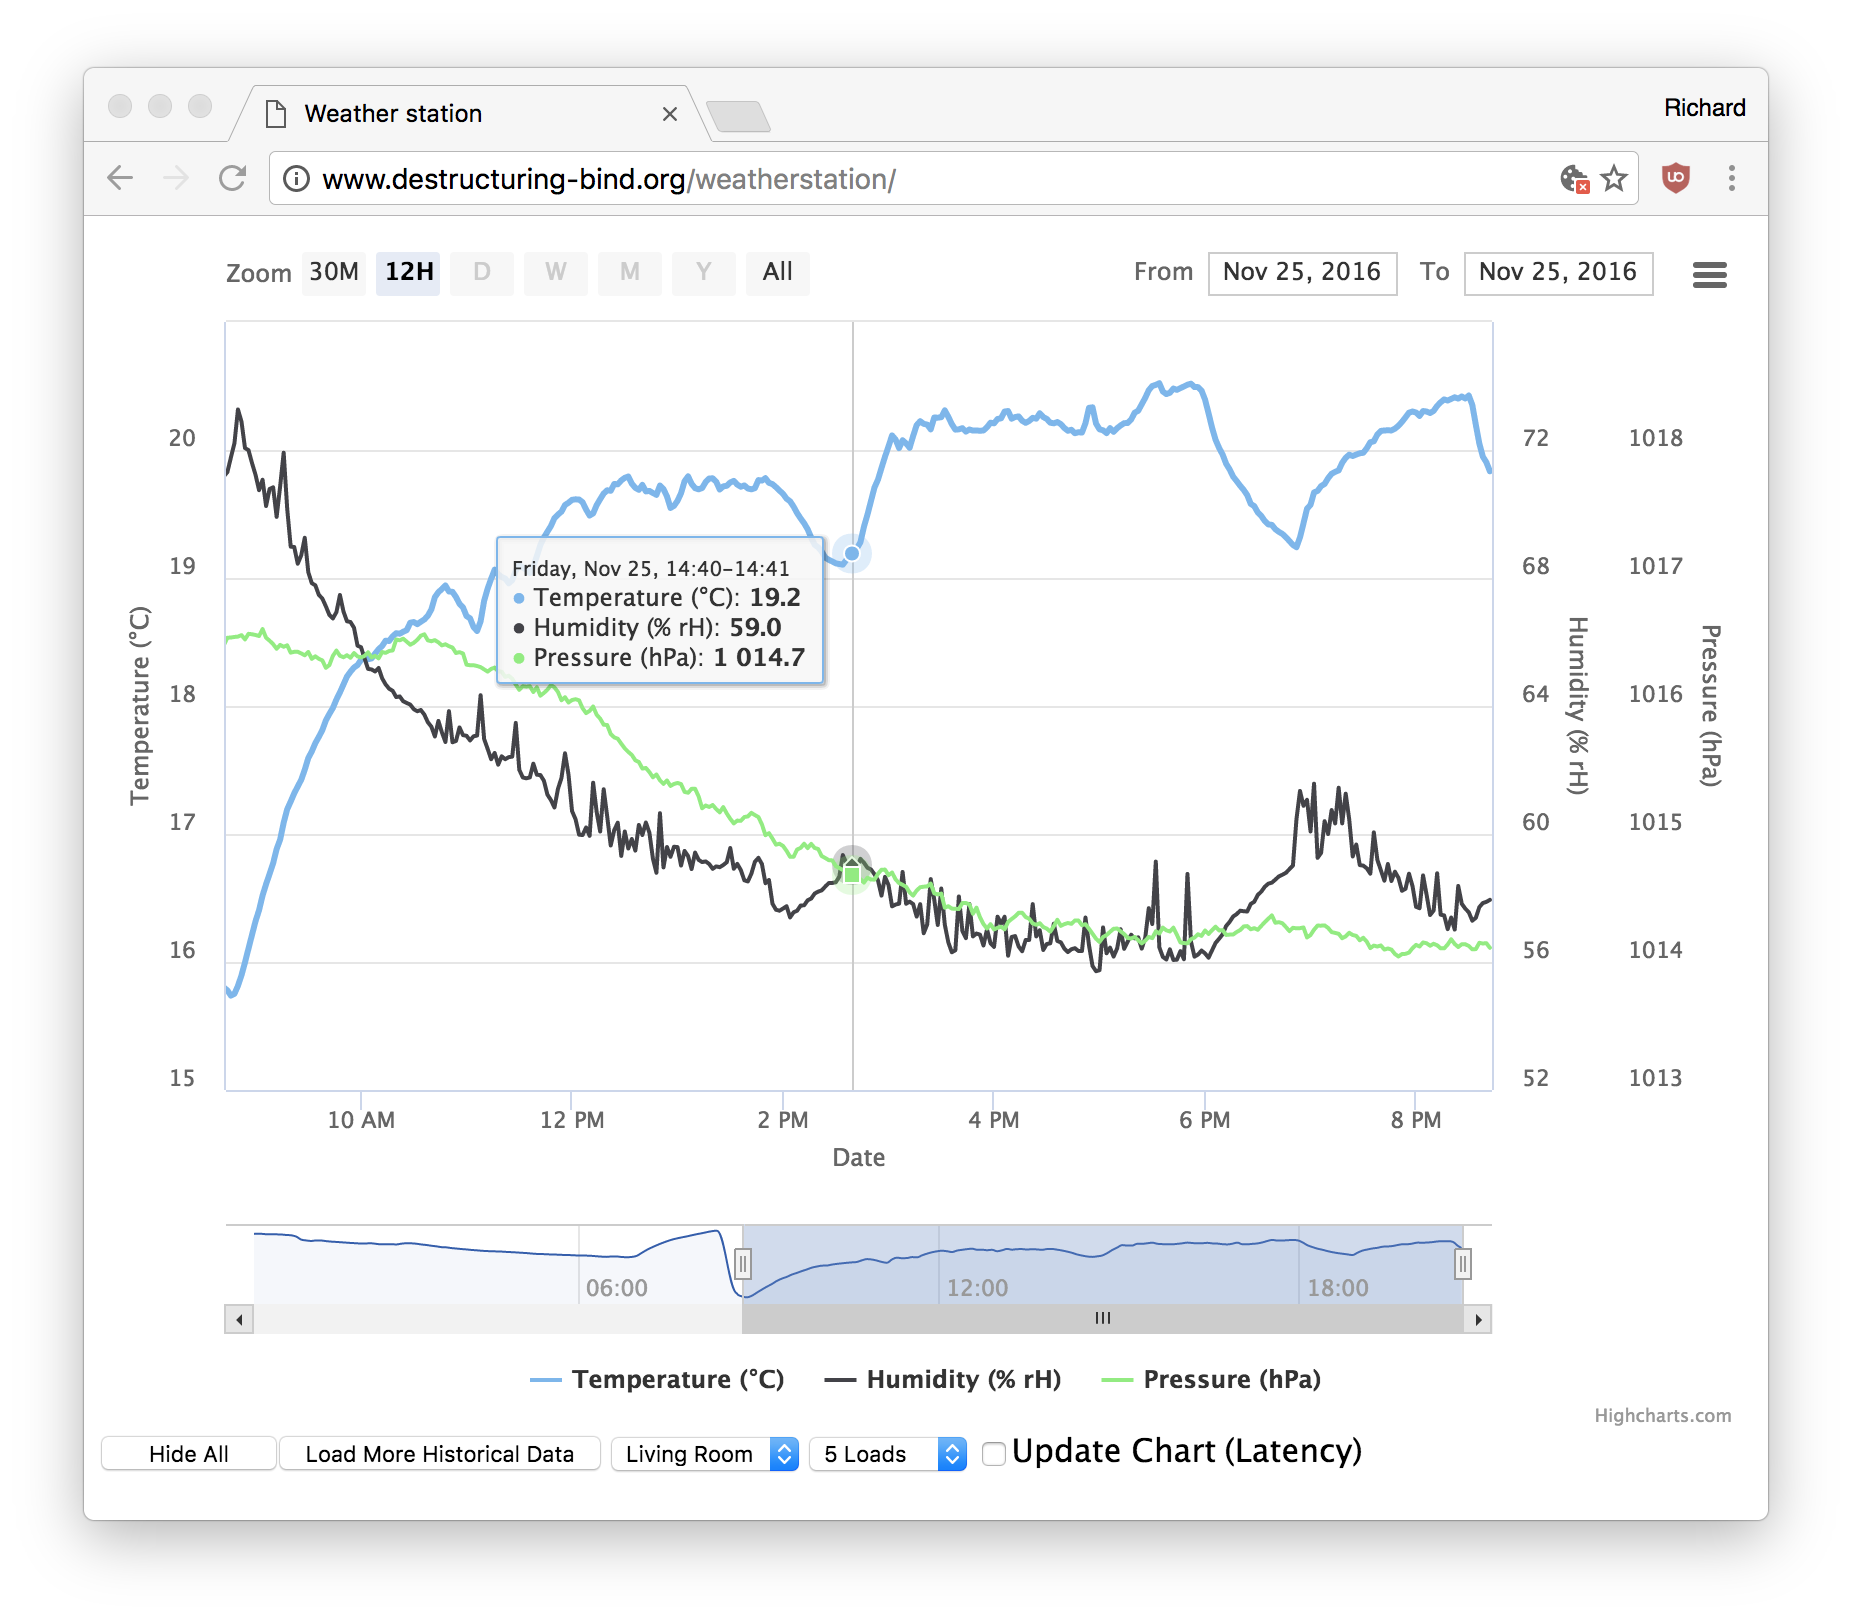 Weather station
Richard
www.destructuring-bind.org/weatherstation/
Zoom 30M 12H D W M Y All From Nov 25, 2016 To Nov 25, 2016
20 72 1018
19 68 1017
18 64 1016
17 60 1015
16 56 1014
15 52 1013
Temperature (°C)
Humidity (% rH)
Pressure (hPa)
Friday, Nov 25, 14:40–14:41
Temperature (°C): 19.2
Humidity (% rH): 59.0
Pressure (hPa): 1 014.7
10 AM 12 PM 2 PM 4 PM 6 PM 8 PM
Date
06:00 12:00 18:00
Temperature (°C) Humidity (% rH) Pressure (hPa)
Highcharts.com
Hide All Load More Historical Data Living Room 5 Loads Update Chart (Latency)